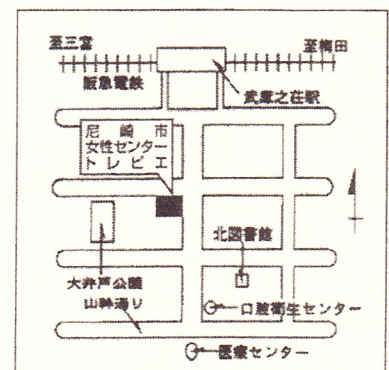 至三宮
至梅田
阪急電鉄
武庫之荘駅
尼崎市
女性センター
トレピエ
北図書館
大井戸公園
山幹通り
口腔衛生センター
医療センター